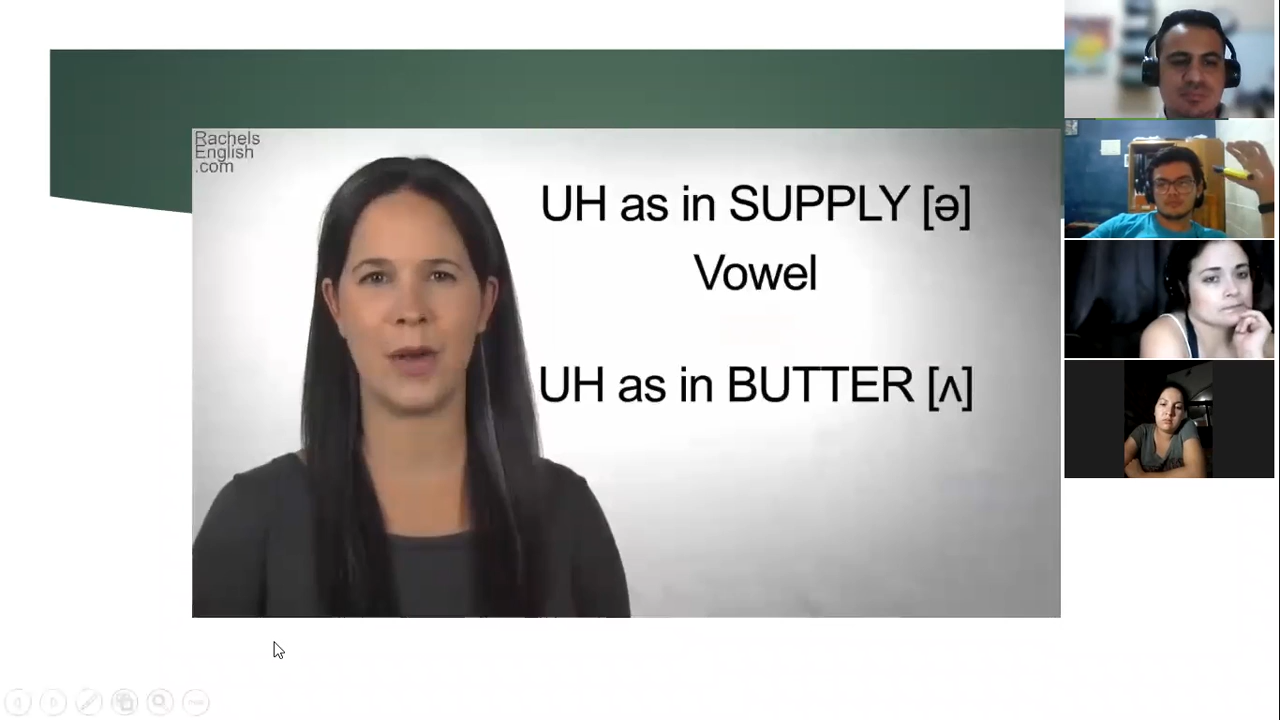 Rachels
English
.com
UH as in SUPPLY [ə]
Vowel
UH as in BUTTER [ʌ]